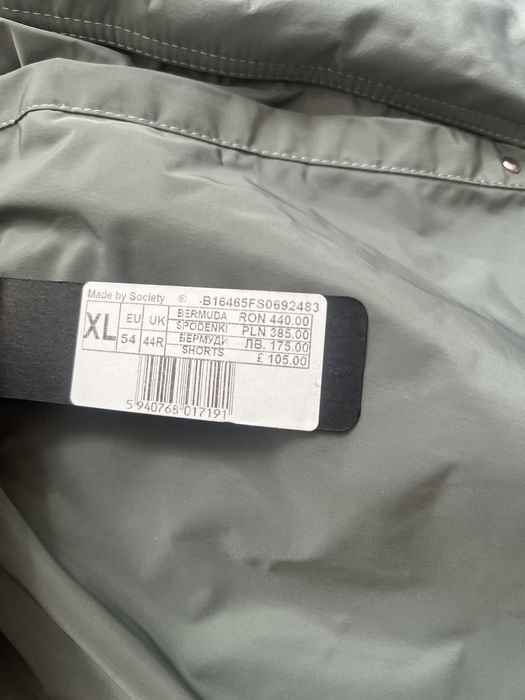 Made by Society ® -B16465FS0692483
XL EU UK BERMUDA RON 440.00
SPODENKI PLN 385.00
54 44R БЕРМУДИ ЛВ. 175.00
SHORTS £ 105.00
5 940768 017191